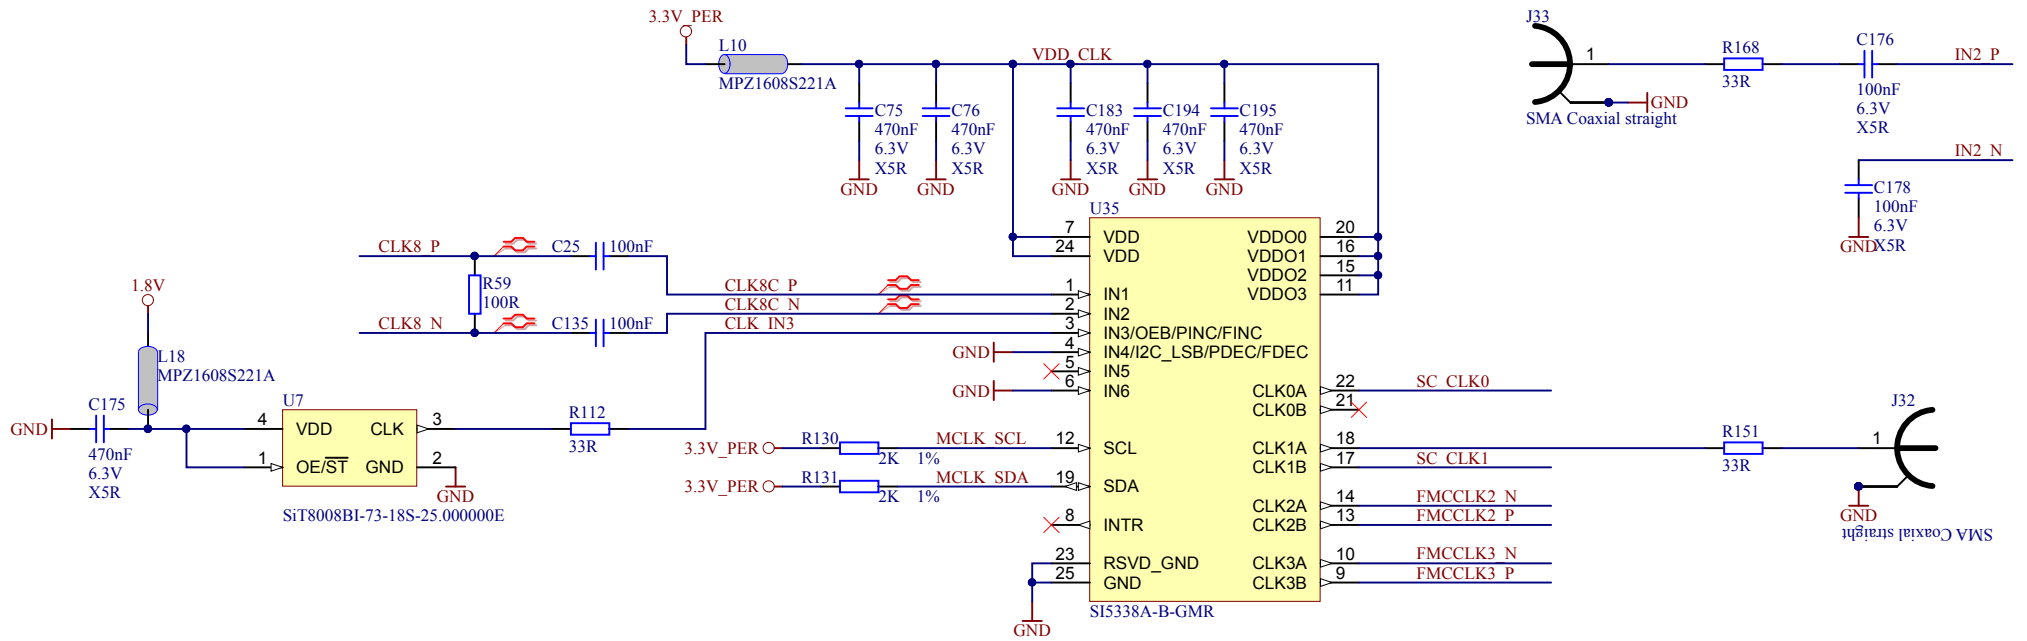 3.3V_PER
L10
MPZ1608S221A
VDD_CLK
C75
470nF
6.3V
X5R
GND
C76
470nF
6.3V
X5R
GND
C183
470nF
6.3V
X5R
GND
C194
470nF
6.3V
X5R
GND
C195
470nF
6.3V
X5R
GND
J33
1
GND
SMA Coaxial straight
R168
33R
C176
100nF
6.3V
X5R
IN2_P
IN2_N
C178
100nF
6.3V
X5R
GND
CLK8_P
C25 100nF
R59
100R
CLK8_N
C135 100nF
CLK8C_P
CLK8C_N
CLK_IN3
1.8V
L18
MPZ1608S221A
C175
470nF
6.3V
X5R
GND
U7
4 VDD CLK 3
1 OE/ST GND 2
GND
SiT8008BI-73-18S-25.000000E
R112
33R
GND
GND
3.3V_PER R130 2K 1% MCLK_SCL
3.3V_PER R131 2K 1% MCLK_SDA
U35
7 VDD VDDO0 20
24 VDD VDDO1 16
VDDO2 15
1 IN1 VDDO3 11
2 IN2
3 IN3/OEB/PINC/FINC
4 IN4/I2C_LSB/PDEC/FDEC
5 IN5
6 IN6 CLK0A 22 SC_CLK0
CLK0B 21
12 SCL CLK1A 18
CLK1B 17 SC_CLK1
19 SDA
CLK2A 14 FMCCLK2_N
8 INTR CLK2B 13 FMCCLK2_P
23 RSVD_GND CLK3A 10 FMCCLK3_N
25 GND CLK3B 9 FMCCLK3_P
SI5338A-B-GMR
GND
R151
33R
J32
1
GND
SMA Coaxial straight